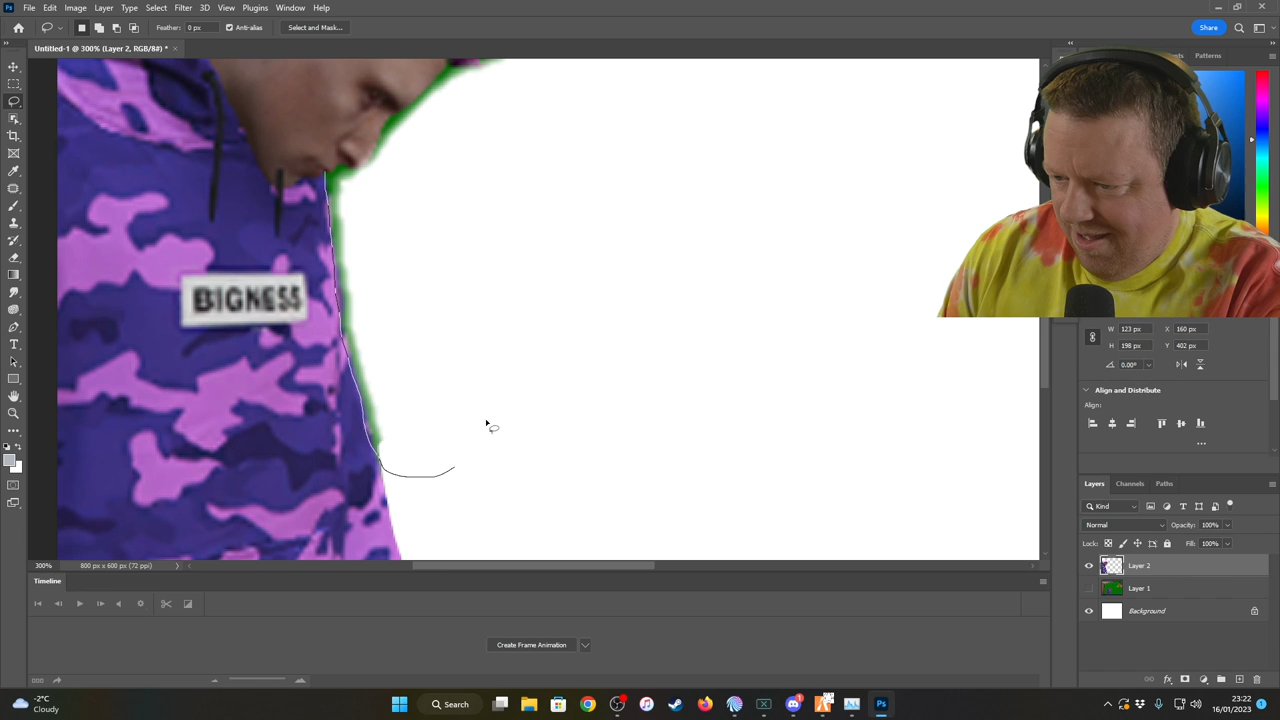 File Edit Image Layer Type Select Filter 3D View Plugins Window Help
Feather: 0 px Anti-alias Select and Mask... Share
Untitled-1 @ 300% (Layer 2, RGB/8#) * ×
Patterns
BIGNESS
W 123 px X 160 px
H 198 px Y 402 px
0.00°
Align and Distribute
Align:
Layers Channels Paths
Kind
Normal Opacity: 100%
Lock: Fill: 100%
Layer 2
Layer 1
Background
300% 800 px x 600 px (72 ppi)
Timeline
Create Frame Animation
-2°C
Cloudy
Search
23:22
16/01/2023